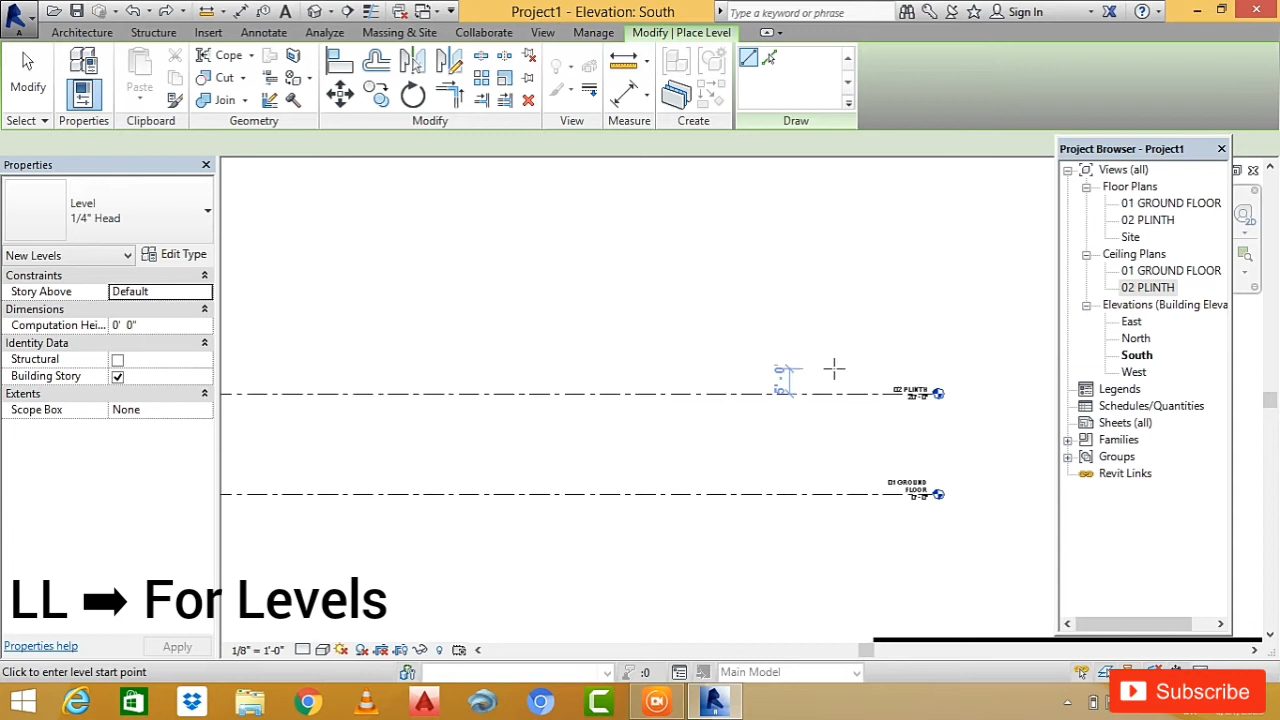 Project1 - Elevation: South
Type a keyword or phrase
Sign In
Architecture Structure Insert Annotate Analyze Massing & Site Collaborate View Manage Modify | Place Level
Modify
Paste
Cope
Cut
Join
Select Properties Clipboard Geometry Modify View Measure Create Draw
Properties
Level
1/4" Head
New Levels
Edit Type
Constraints
Story Above Default
Dimensions
Computation Hei... 0' 0"
Identity Data
Structural
Building Story
Extents
Scope Box None
Properties help
Apply
5' - 0"
02 PLINTH
01 GROUND
FLOOR
Project Browser - Project1
Views (all)
Floor Plans
01 GROUND FLOOR
02 PLINTH
Site
Ceiling Plans
01 GROUND FLOOR
02 PLINTH
Elevations (Building Eleva
East
North
South
West
Legends
Schedules/Quantities
Sheets (all)
Families
Groups
Revit Links
2D
LL ➡ For Levels
1/8" = 1'-0"
Click to enter level start point
:0
Main Model
Subscribe